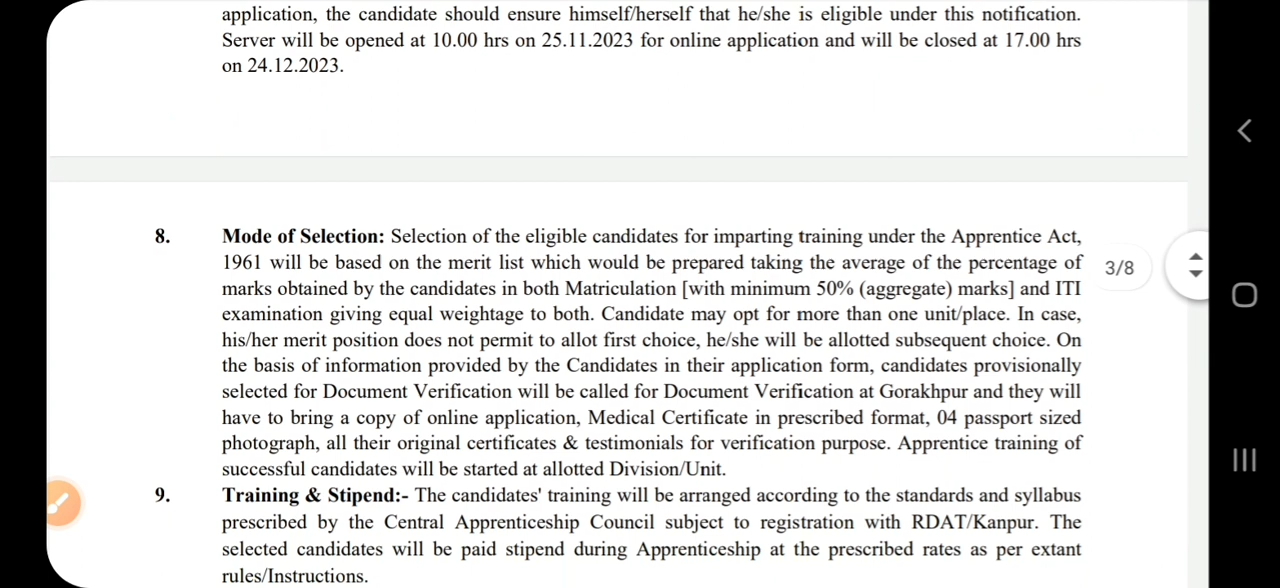 application, the candidate should ensure himself/herself that he/she is eligible under this notification.
Server will be opened at 10.00 hrs on 25.11.2023 for online application and will be closed at 17.00 hrs
on 24.12.2023.
8. Mode of Selection: Selection of the eligible candidates for imparting training under the Apprentice Act,
1961 will be based on the merit list which would be prepared taking the average of the percentage of
marks obtained by the candidates in both Matriculation [with minimum 50% (aggregate) marks] and ITI
examination giving equal weightage to both. Candidate may opt for more than one unit/place. In case,
his/her merit position does not permit to allot first choice, he/she will be allotted subsequent choice. On
the basis of information provided by the Candidates in their application form, candidates provisionally
selected for Document Verification will be called for Document Verification at Gorakhpur and they will
have to bring a copy of online application, Medical Certificate in prescribed format, 04 passport sized
photograph, all their original certificates & testimonials for verification purpose. Apprentice training of
successful candidates will be started at allotted Division/Unit.
9. Training & Stipend:- The candidates' training will be arranged according to the standards and syllabus
prescribed by the Central Apprenticeship Council subject to registration with RDAT/Kanpur. The
selected candidates will be paid stipend during Apprenticeship at the prescribed rates as per extant
rules/Instructions.
3/8